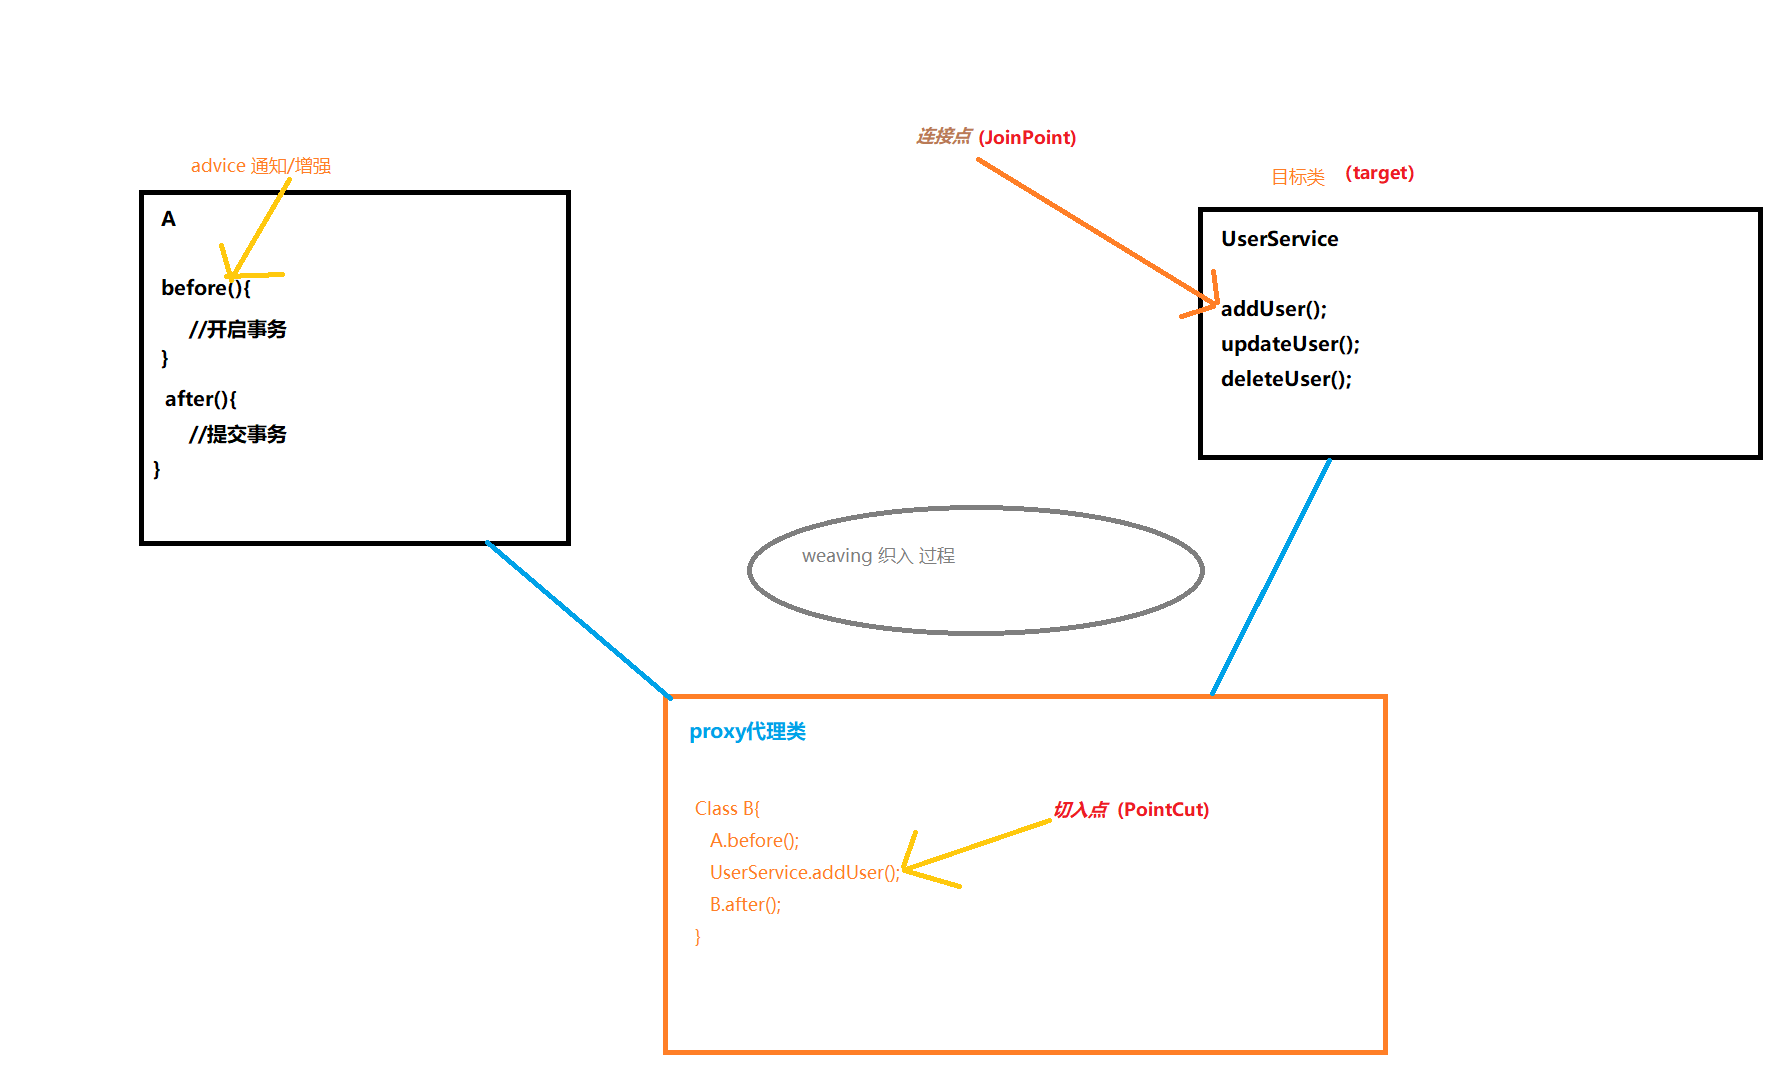 advice 通知/增强
A
before(){
//开启事务
}
after(){
//提交事务
}
连接点 (JoinPoint)
目标类 (target)
UserService
addUser();
updateUser();
deleteUser();
weaving 织入 过程
proxy代理类
Class B{
A.before();
UserService.addUser();
B.after();
}
切入点 (PointCut)